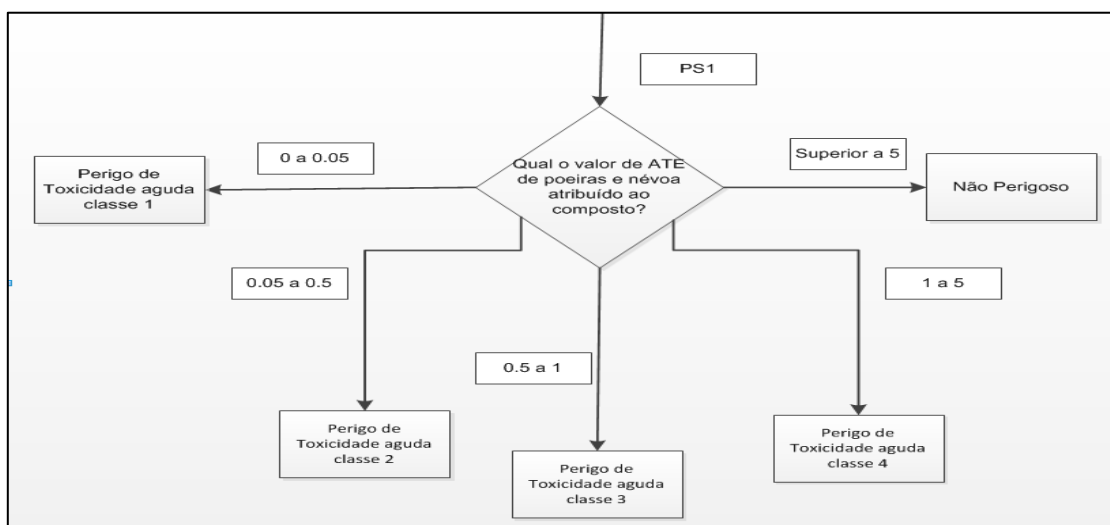 PS1
Qual o valor de ATE
de poeiras e névoa
atribuído ao
composto?
0 a 0.05
Superior a 5
Perigo de
Toxicidade aguda
classe 1
Não Perigoso
0.05 a 0.5
1 a 5
0.5 a 1
Perigo de
Toxicidade aguda
classe 2
Perigo de
Toxicidade aguda
classe 3
Perigo de
Toxicidade aguda
classe 4